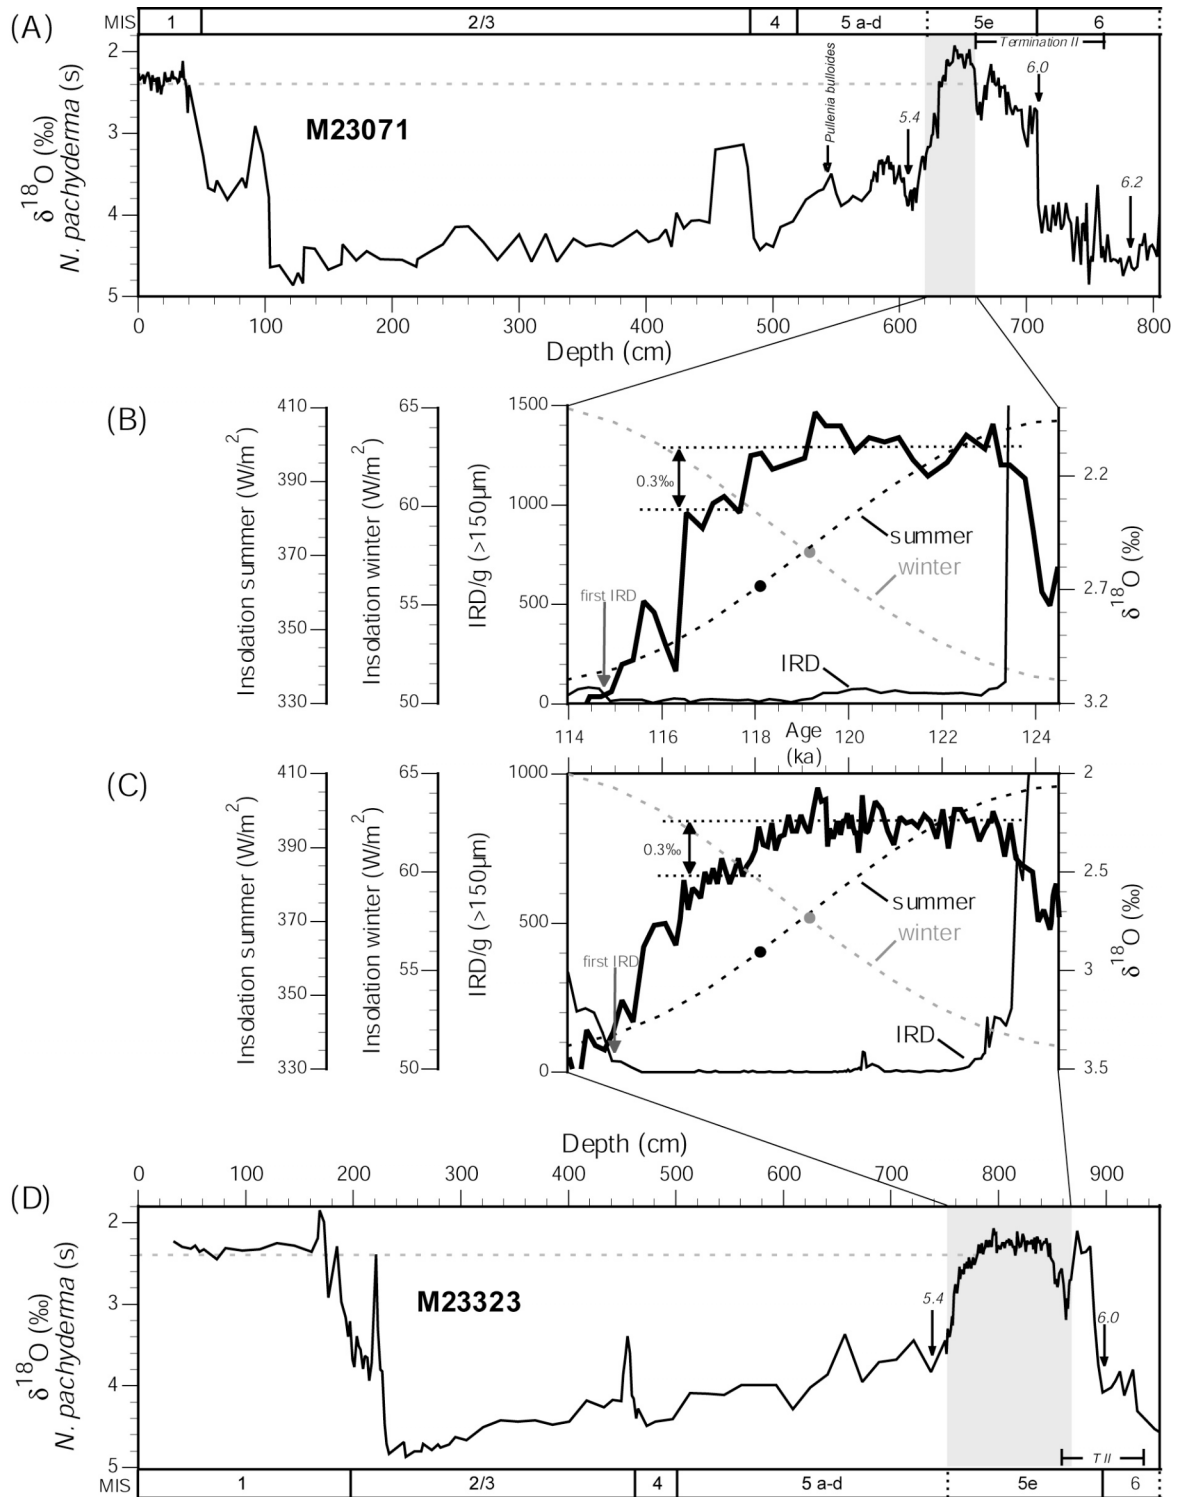 (A)
MIS 1 2/3 4 5 a-d 5e 6
Termination II
2
3
4
5
δ18O (‰)
N. pachyderma (s)
M23071
Pullenia bulloides
5.4
6.0
6.2
0 100 200 300 400 500 600 700 800
Depth (cm)
(B)
410
390
370
350
330
Insolation summer (W/m2)
65
60
55
50
Insolation winter (W/m2)
1500
1000
500
0
IRD/g (>150µm)
0.3‰
first IRD
summer
winter
IRD
2.2
2.7
3.2
δ18O (‰)
114 116 118 Age 120 122 124
(ka)
(C)
410
390
370
350
330
Insolation summer (W/m2)
65
60
55
50
Insolation winter (W/m2)
1000
500
0
IRD/g (>150µm)
0.3‰
first IRD
summer
winter
IRD
2
2.5
3
3.5
δ18O (‰)
Depth (cm)
0 100 200 300 400 500 600 700 800 900
(D)
2
3
4
5
δ18O (‰)
N. pachyderma (s)
M23323
5.4
6.0
T II
MIS 1 2/3 4 5 a-d 5e 6